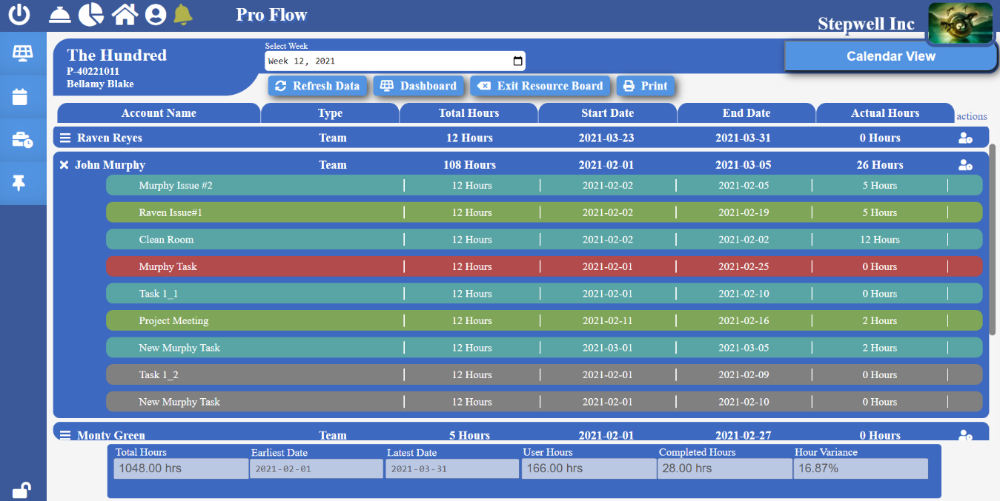 Pro Flow
Stepwell Inc
The Hundred
P-40221011
Bellamy Blake
Select Week
Week 12, 2021
Calendar View
Refresh Data Dashboard Exit Resource Board Print
Account Name Type Total Hours Start Date End Date Actual Hours actions
Raven Reyes Team 12 Hours 2021-03-23 2021-03-31 0 Hours
John Murphy Team 108 Hours 2021-02-01 2021-03-05 26 Hours
Murphy Issue #2 12 Hours 2021-02-02 2021-02-05 5 Hours
Raven Issue#1 12 Hours 2021-02-02 2021-02-19 5 Hours
Clean Room 12 Hours 2021-02-02 2021-02-02 12 Hours
Murphy Task 12 Hours 2021-02-01 2021-02-25 0 Hours
Task 1_1 12 Hours 2021-02-01 2021-02-10 0 Hours
Project Meeting 12 Hours 2021-02-11 2021-02-16 2 Hours
New Murphy Task 12 Hours 2021-03-01 2021-03-05 2 Hours
Task 1_2 12 Hours 2021-02-01 2021-02-09 0 Hours
New Murphy Task 12 Hours 2021-02-01 2021-02-10 0 Hours
Monty Green Team 5 Hours 2021-02-01 2021-02-27 0 Hours
Total Hours Earliest Date Latest Date User Hours Completed Hours Hour Variance
1048.00 hrs 2021-02-01 2021-03-31 166.00 hrs 28.00 hrs 16.87%